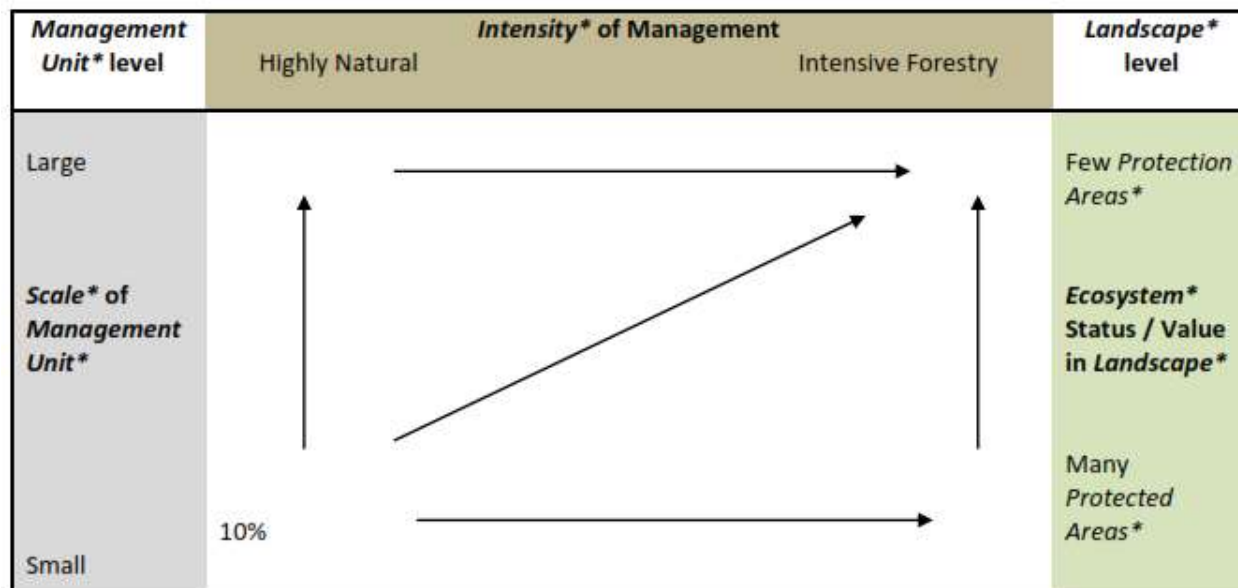 Management
Unit* level
Intensity* of Management
Highly Natural
Intensive Forestry
Landscape*
level
Large
Few Protection
Areas*
Scale* of
Management
Unit*
Ecosystem*
Status / Value
in Landscape*
10%
Many
Protected
Areas*
Small